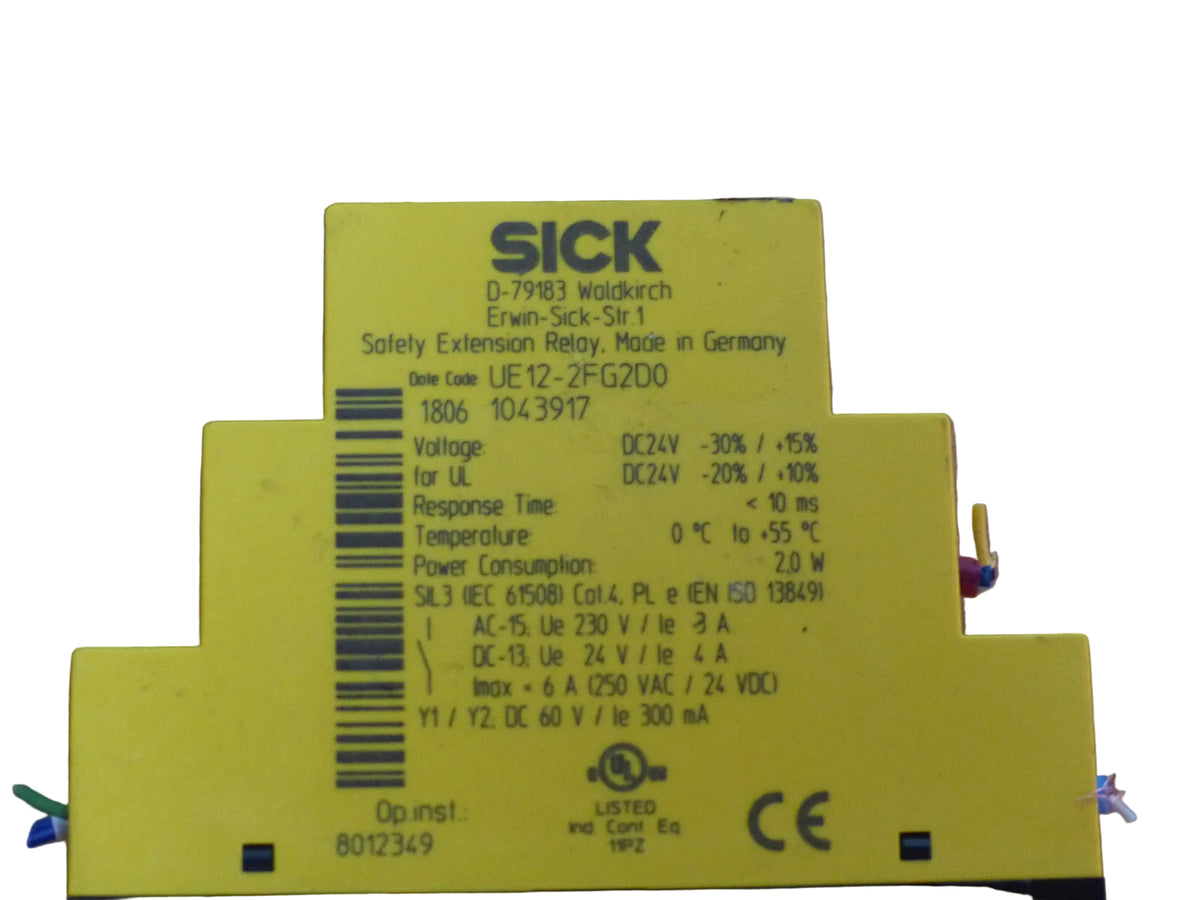 SICK
D-79183 Waldkirch
Erwin-Sick-Str.1
Safety Extension Relay, Made in Germany
Date Code UE12-2FG2D0
1806 1043917
Voltage: DC24V -30% / +15%
for UL DC24V -20% / +10%
Response Time: < 10 ms
Temperature: 0 °C to +55 °C
Power Consumption: 2,0 W
SIL3 (IEC 61508) Cat.4, PL e (EN ISO 13849)
AC-15; Ue 230 V / Ie 3 A
DC-13; Ue 24 V / Ie 4 A
Imax = 6 A (250 VAC / 24 VDC)
Y1 / Y2, DC 60 V / Ie 300 mA
C UL US
LISTED
Op.inst.:
Ind Cont Eq
8012349
11PZ
CE